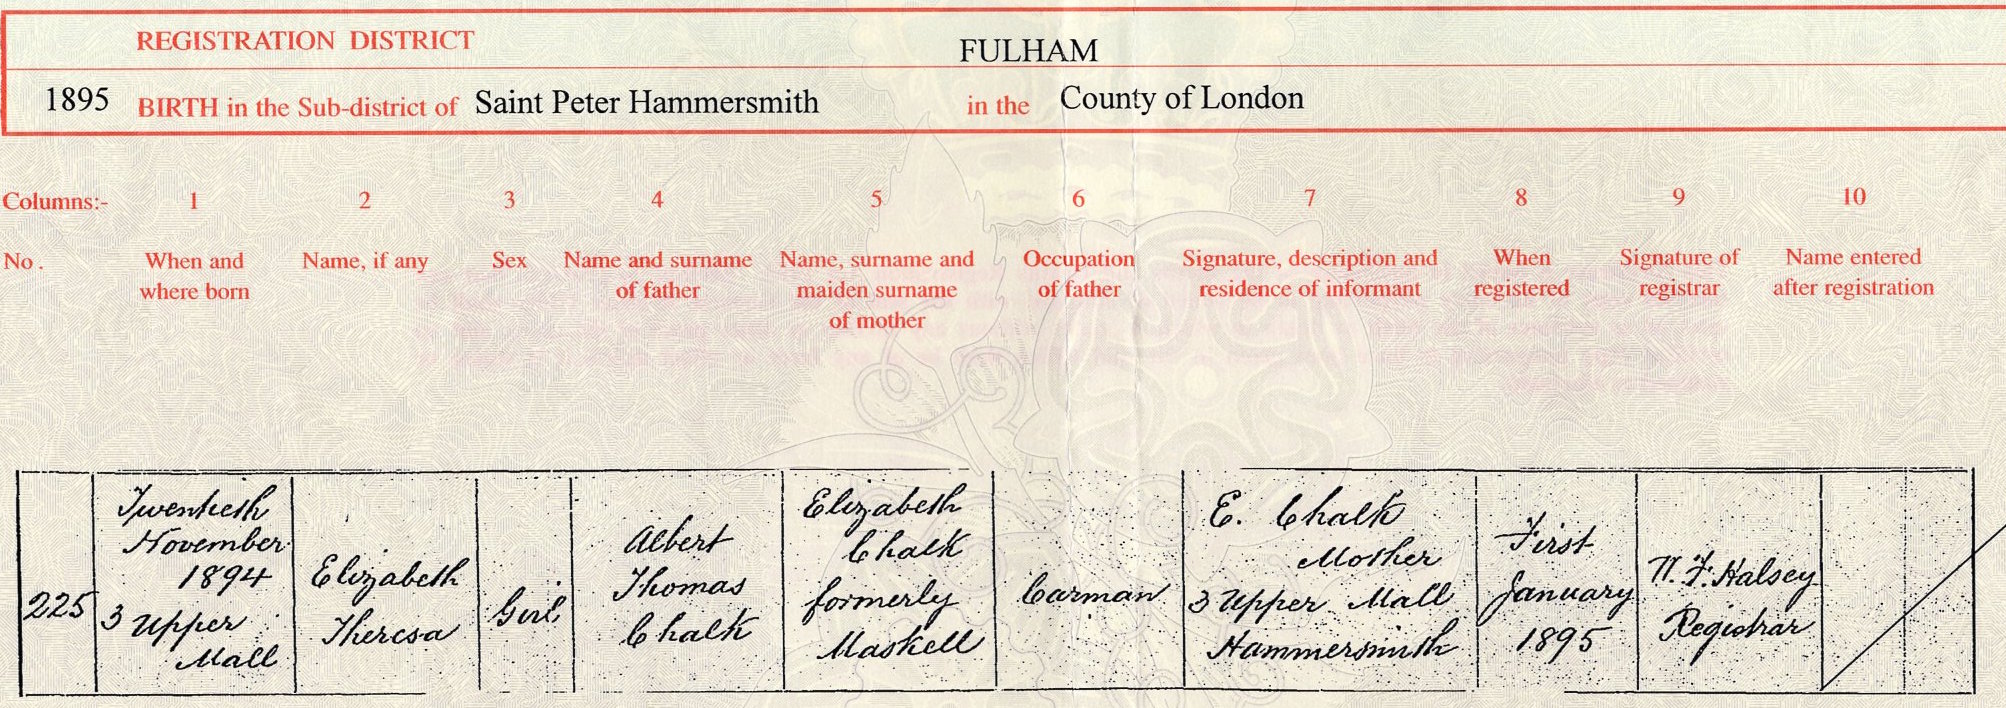 REGISTRATION DISTRICT FULHAM
1895 BIRTH in the Sub-district of Saint Peter Hammersmith in the County of London
Columns:- 1 2 3 4 5 6 7 8 9 10
No. When and where born
Name, if any
Sex
Name and surname of father
Name, surname and maiden surname of mother
Occupation of father
Signature, description and residence of informant
When registered
Signature of registrar
Name entered after registration
225
Twentieth
November
1894
3 Upper
Mall
Elizabeth
Theresa
Girl
Albert
Thomas
Chalk
Elizabeth
Chalk
formerly
Maskell
Carman
E. Chalk
Mother
3 Upper Mall
Hammersmith
First
January
1895
W. F. Halsey
Registrar